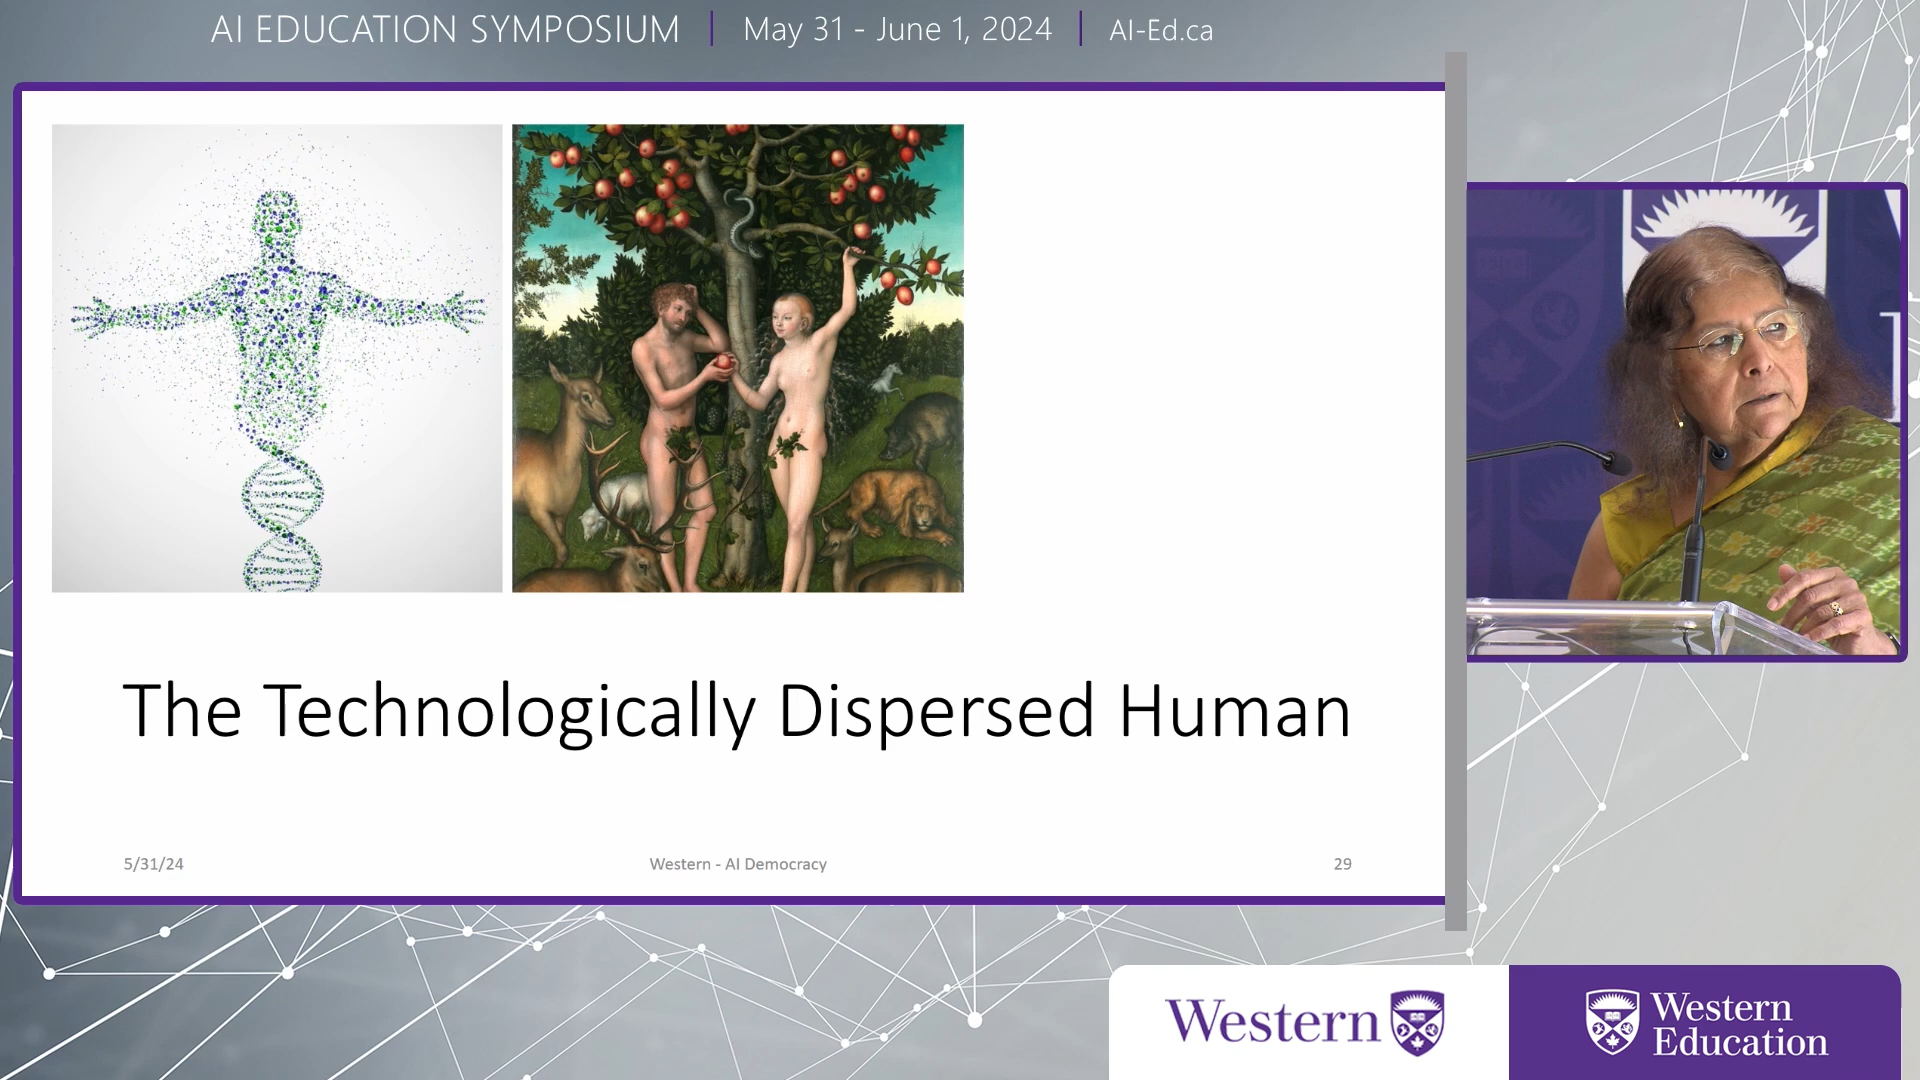 AI EDUCATION SYMPOSIUM | May 31 - June 1, 2024 | AI-Ed.ca
The Technologically Dispersed Human
5/31/24 Western - AI Democracy 29
Western
Western
Education